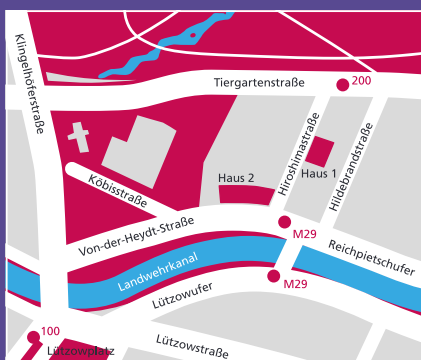 Klingelhöferstraße
Tiergartenstraße
200
Hiroshimastraße
Hildebrandstraße
Haus 1
Haus 2
Köbisstraße
Von-der-Heydt-Straße
M29
Reichpietschufer
Landwehrkanal
M29
Lützowufer
100
Lützowplatz
Lützowstraße